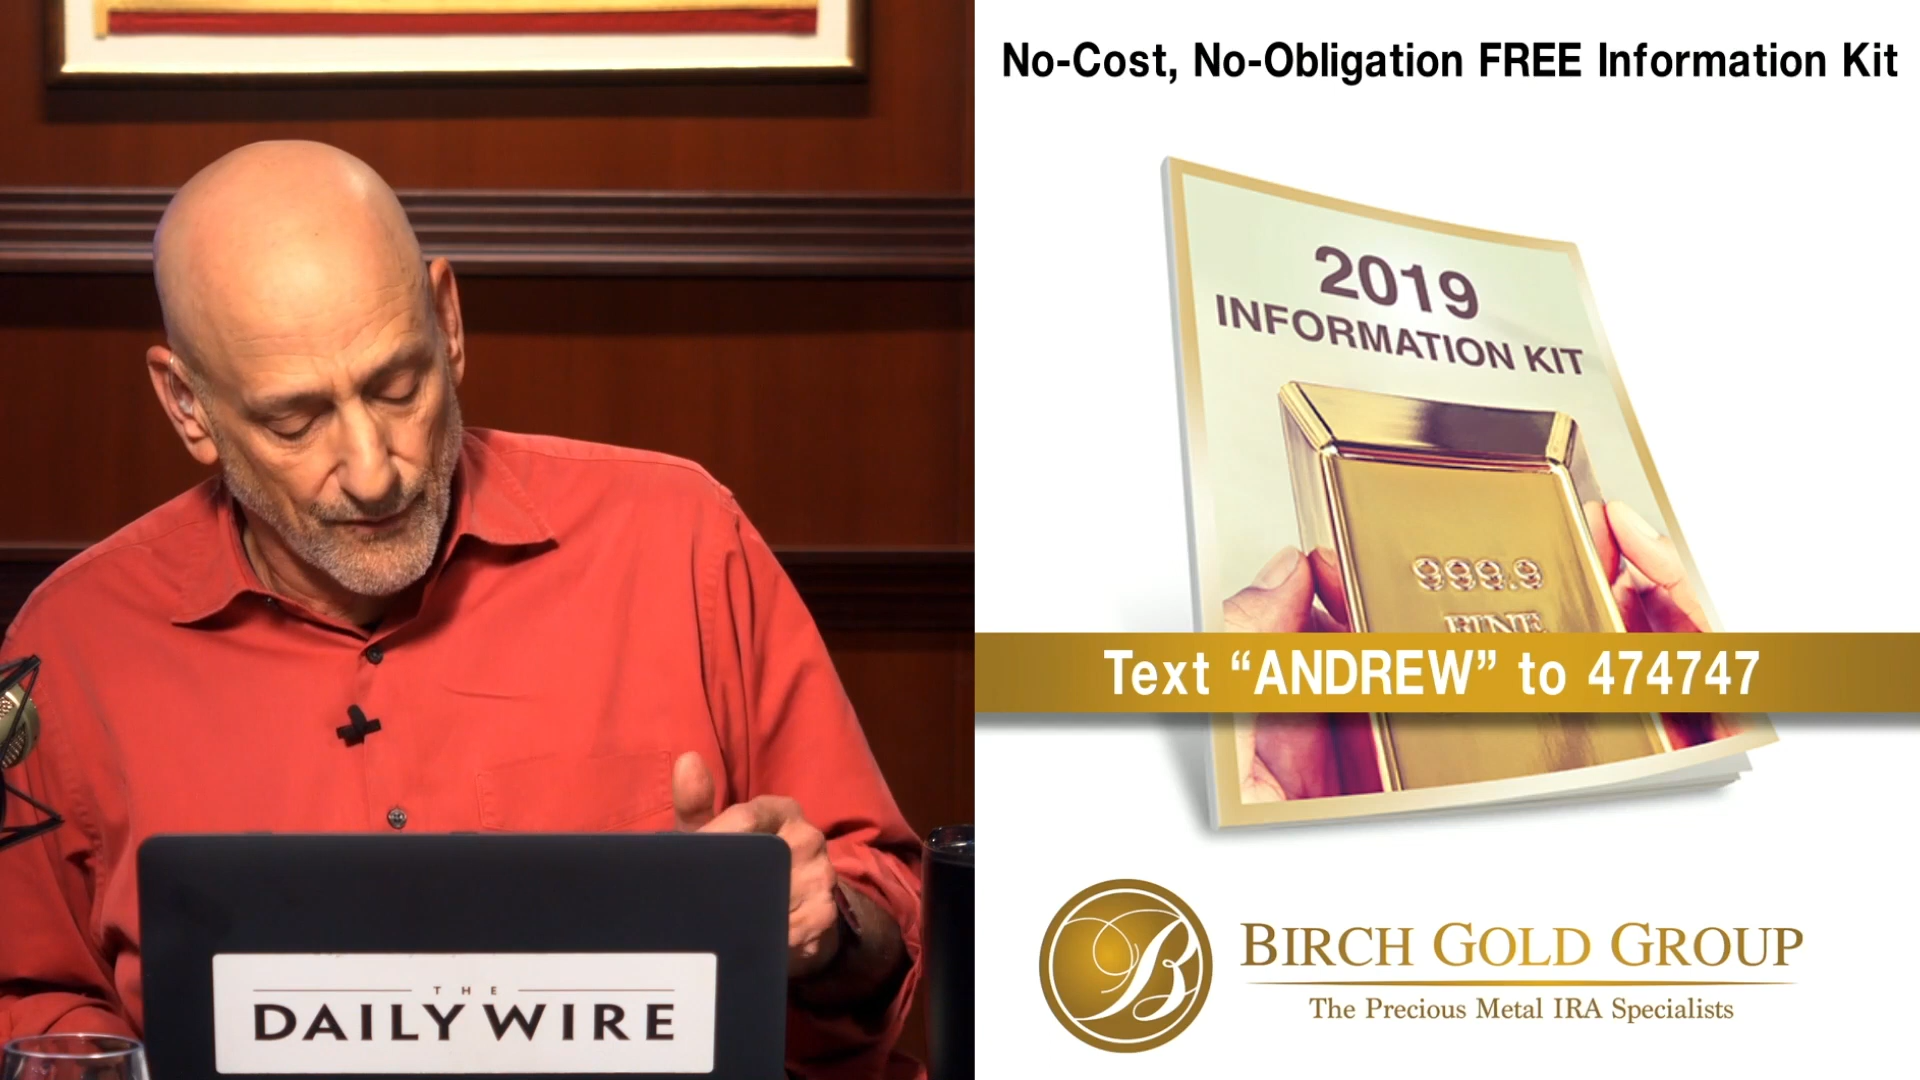 No-Cost, No-Obligation FREE Information Kit
2019
INFORMATION KIT
999.9
FINE
Text “ANDREW” to 474747
THE
DAILY WIRE
B
BIRCH GOLD GROUP
The Precious Metal IRA Specialists